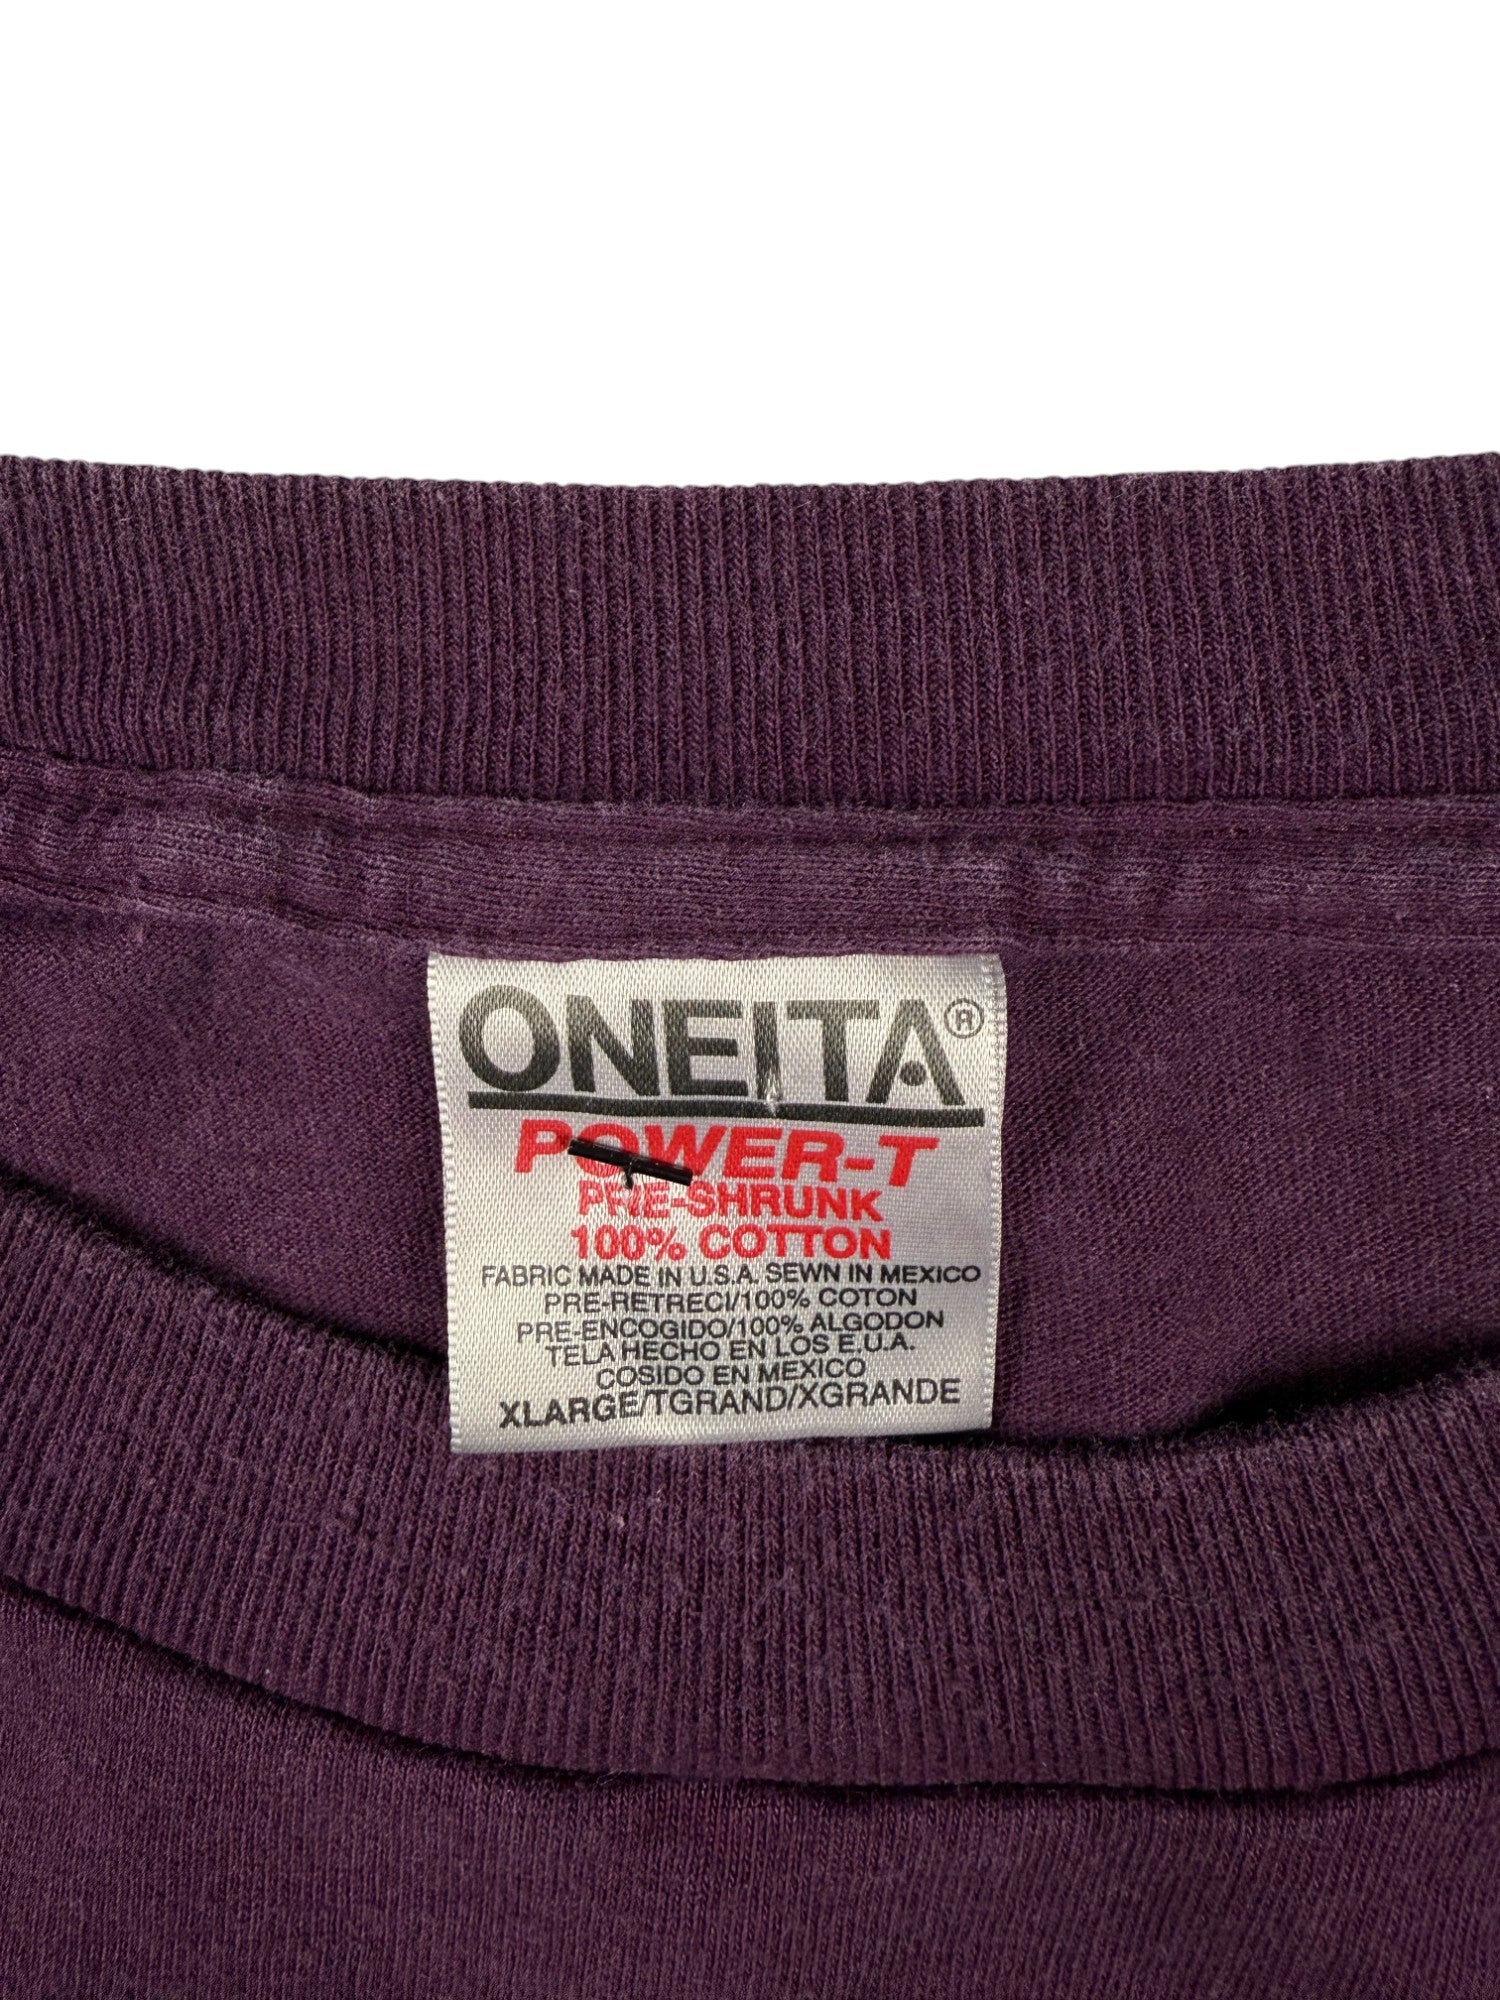 ONEITA®
POWER-T
PRE-SHRUNK
100% COTTON
FABRIC MADE IN U.S.A. SEWN IN MEXICO
PRE-RETRECI/100% COTON
PRE-ENCOGIDO/100% ALGODON
TELA HECHO EN LOS E.U.A.
COSIDO EN MEXICO
XLARGE/TGRAND/XGRANDE